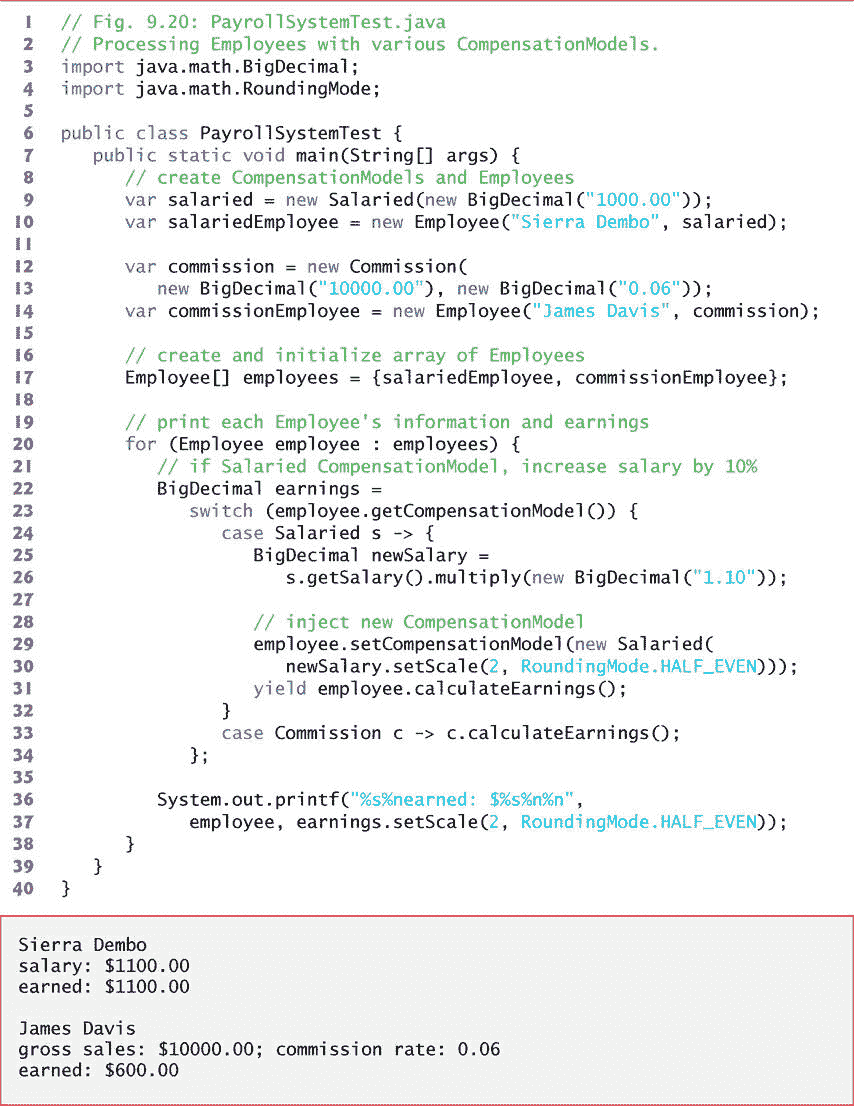 1 // Fig. 9.20: PayrollSystemTest.java
2 // Processing Employees with various CompensationModels.
3 import java.math.BigDecimal;
4 import java.math.RoundingMode;
5
6 public class PayrollSystemTest {
7    public static void main(String[] args) {
8       // create CompensationModels and Employees
9       var salaried = new Salaried(new BigDecimal("1000.00"));
10       var salariedEmployee = new Employee("Sierra Dembo", salaried);
11
12       var commission = new Commission(
13          new BigDecimal("10000.00"), new BigDecimal("0.06"));
14       var commissionEmployee = new Employee("James Davis", commission);
15
16       // create and initialize array of Employees
17       Employee[] employees = {salariedEmployee, commissionEmployee};
18
19       // print each Employee's information and earnings
20       for (Employee employee : employees) {
21          // if Salaried CompensationModel, increase salary by 10%
22          BigDecimal earnings =
23             switch (employee.getCompensationModel()) {
24                case Salaried s -> {
25                   BigDecimal newSalary =
26                      s.getSalary().multiply(new BigDecimal("1.10"));
27
28                   // inject new CompensationModel
29                   employee.setCompensationModel(new Salaried(
30                      newSalary.setScale(2, RoundingMode.HALF_EVEN)));
31                   yield employee.calculateEarnings();
32                }
33                case Commission c -> c.calculateEarnings();
34             };
35
36          System.out.printf("%s%nearned: $%s%n%n",
37             employee, earnings.setScale(2, RoundingMode.HALF_EVEN));
38       }
39    }
40 }
Sierra Dembo
salary: $1100.00
earned: $1100.00
James Davis
gross sales: $10000.00; commission rate: 0.06
earned: $600.00